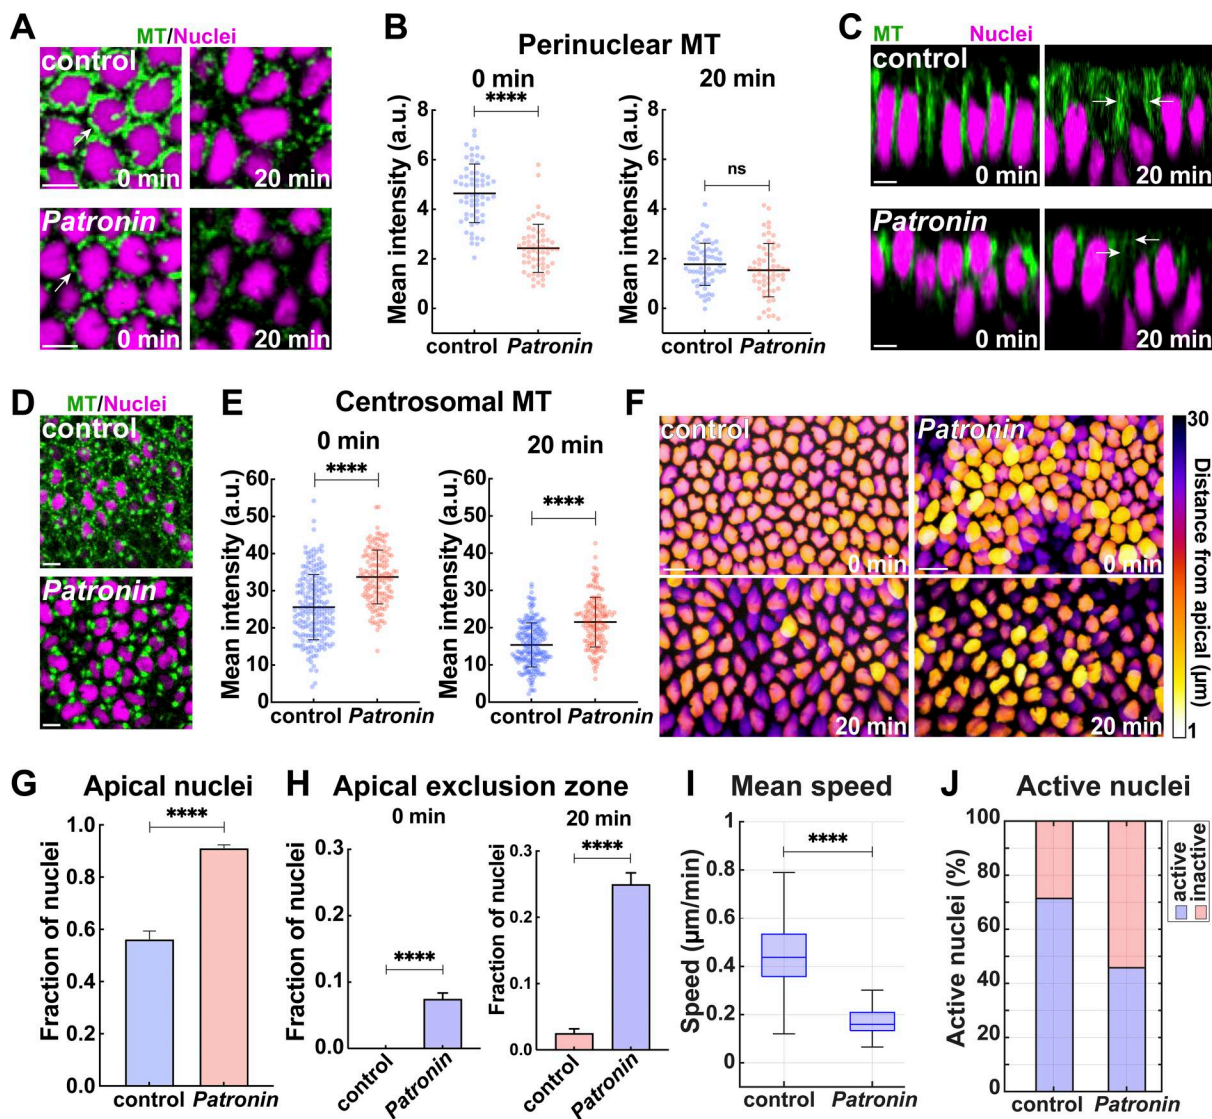 A
MT/Nuclei
control
0 min
20 min
Patronin
0 min
20 min
B
Perinuclear MT
0 min
20 min
Mean intensity (a.u.)
8
6
4
2
0
****
control Patronin
Mean intensity (a.u.)
8
6
4
2
0
ns
control Patronin
C
MT Nuclei
control
0 min
20 min
Patronin
0 min
20 min
D
MT/Nuclei
control
Patronin
E
Centrosomal MT
0 min
20 min
Mean intensity (a.u.)
60
50
40
30
20
10
0
****
control Patronin
Mean intensity (a.u.)
60
50
40
30
20
10
0
****
control Patronin
F
control
0 min
20 min
Patronin
0 min
20 min
30
Distance from apical (µm)
1
G
Apical nuclei
Fraction of nuclei
1.0
0.8
0.6
0.4
0.2
0.0
****
control Patronin
H
Apical exclusion zone
0 min
Fraction of nuclei
0.3
0.2
0.1
0.0
****
control
Patronin
20 min
Fraction of nuclei
0.3
0.2
0.1
0.0
****
control
Patronin
I
Mean speed
Speed (µm/min)
1
0.8
0.6
0.4
0.2
0
****
control Patronin
J
Active nuclei
Active nuclei (%)
100
80
60
40
20
0
control Patronin
active
inactive